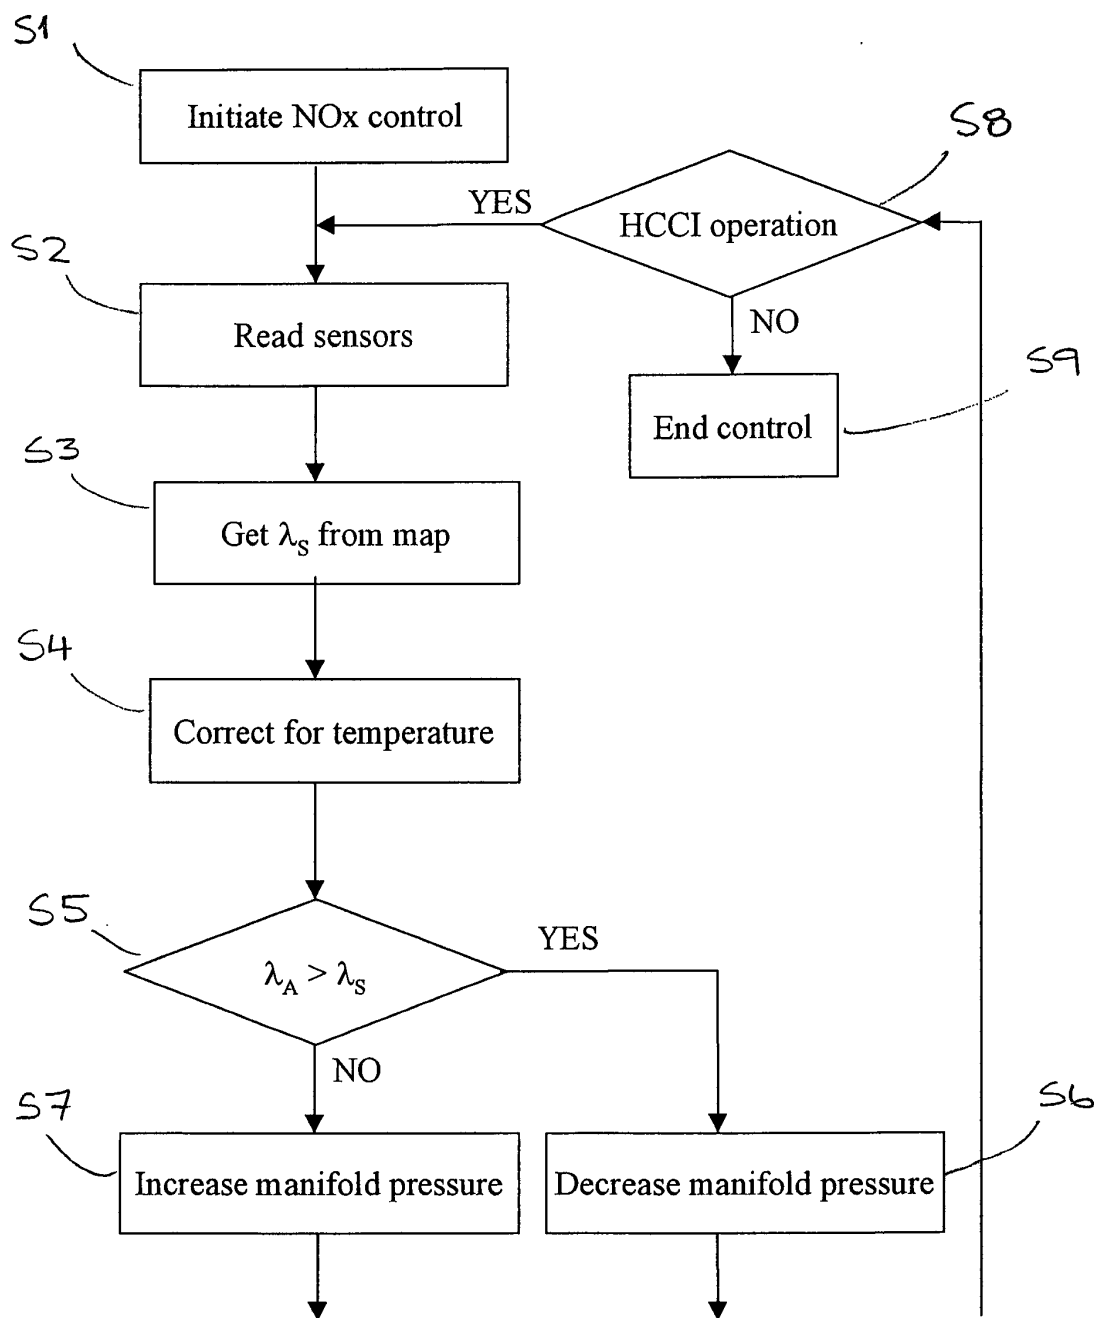 S1
Initiate NOx control
S8
YES
HCCI operation
S2
NO
Read sensors
S9
End control
S3
Get λS from map
S4
Correct for temperature
S5
YES
λA > λS
NO
S7
S6
Increase manifold pressure
Decrease manifold pressure